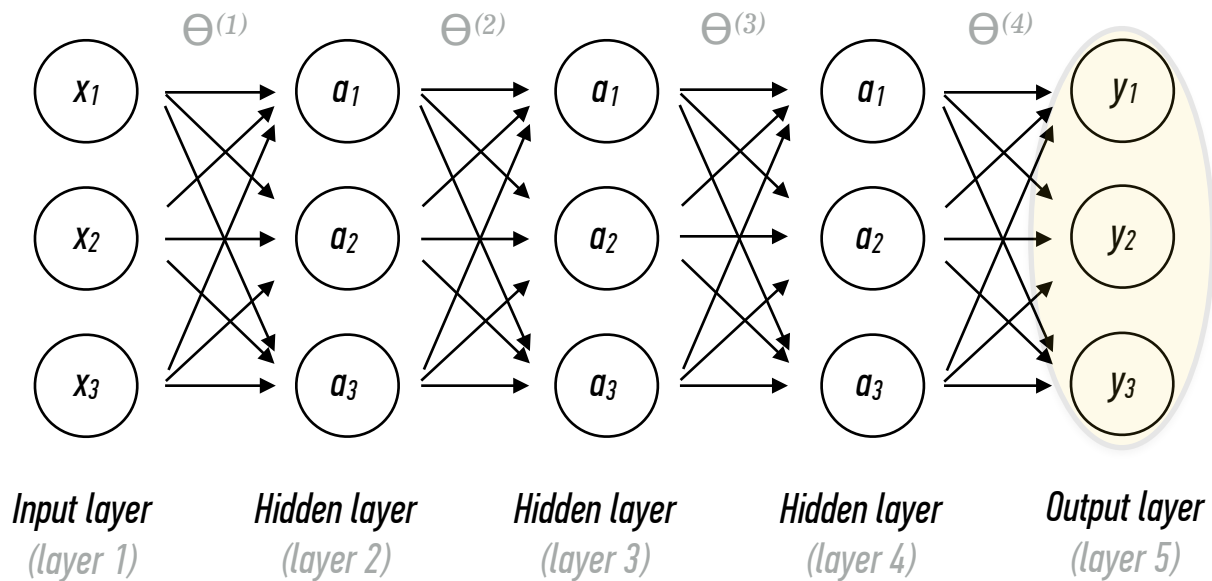 Θ(1) Θ(2) Θ(3) Θ(4)
x1 a1 a1 a1 y1
x2 a2 a2 a2 y2
x3 a3 a3 a3 y3
Input layer Hidden layer Hidden layer Hidden layer Output layer
(layer 1) (layer 2) (layer 3) (layer 4) (layer 5)